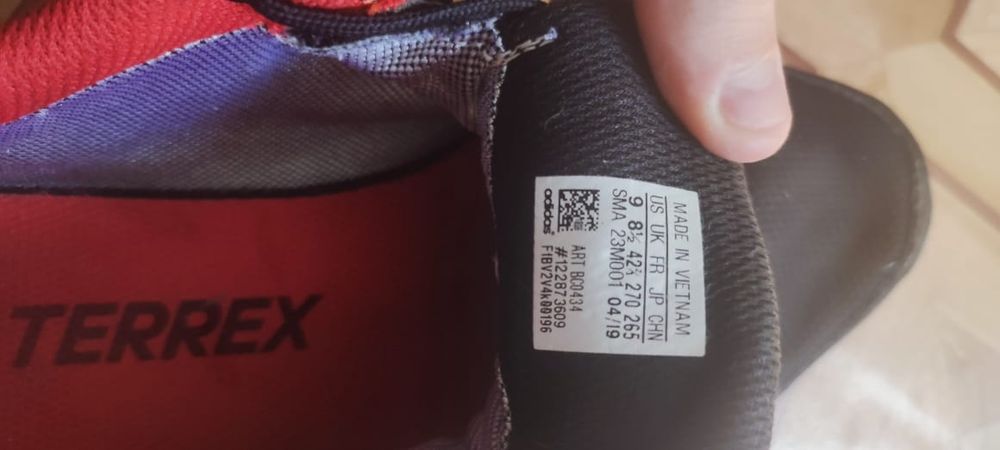 TERREX
MADE IN VIETNAM
US UK FR JP CHN
9 8½ 42⅔ 270 265
SMA 23M001 04/19
ART BC0434
#122873609
F1BV2V4k00196
adidas